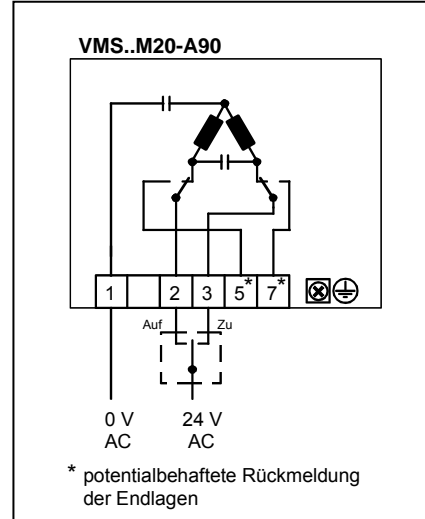 VMS..M20-A90
1 2 3 5* 7*
Auf Zu
0 V 24 V
AC AC
* potentialbehaftete Rückmeldung
der Endlagen